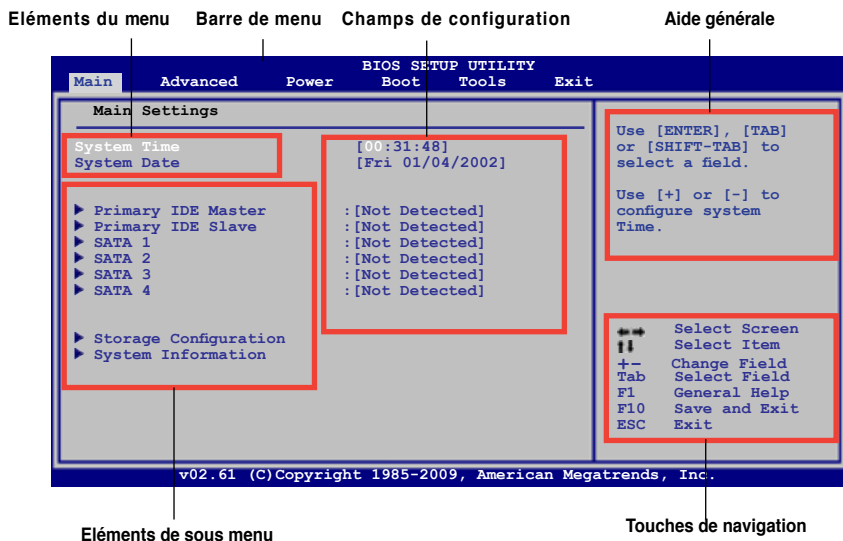 Eléments du menu Barre de menu Champs de configuration Aide générale
BIOS SETUP UTILITY
Main Advanced Power Boot Tools Exit
Main Settings
System Time [00:31:48]
System Date [Fri 01/04/2002]
Primary IDE Master :[Not Detected]
Primary IDE Slave :[Not Detected]
SATA 1 :[Not Detected]
SATA 2 :[Not Detected]
SATA 3 :[Not Detected]
SATA 4 :[Not Detected]
Storage Configuration
System Information
Use [ENTER], [TAB]
or [SHIFT-TAB] to
select a field.
Use [+] or [-] to
configure system
Time.
Select Screen
Select Item
+- Change Field
Tab Select Field
F1 General Help
F10 Save and Exit
ESC Exit
v02.61 (C)Copyright 1985-2009, American Megatrends, Inc.
Eléments de sous menu Touches de navigation